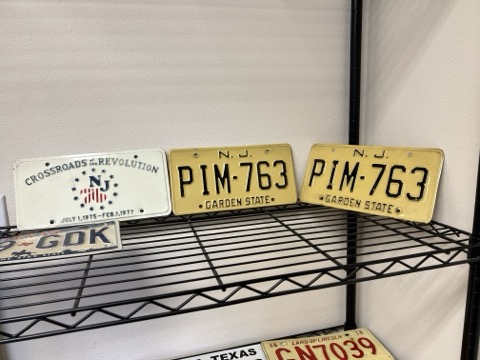 CROSSROADS OF THE REVOLUTION
NJ
JULY 1, 1975 - FEB. 1, 1977
N.J.
PIM-763
GARDEN STATE
N.J.
PIM-763
GARDEN STATE
GDK
TEXAS
LAND OF LINCOLN
GN7039